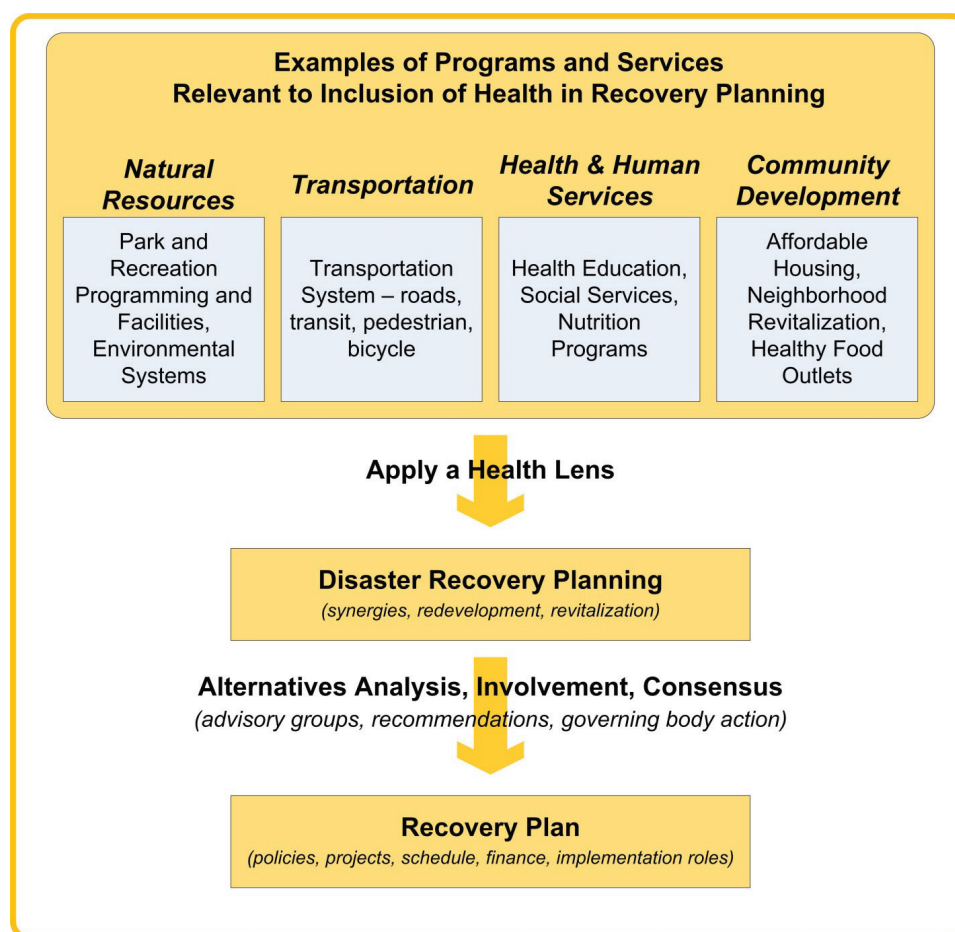 Examples of Programs and Services
Relevant to Inclusion of Health in Recovery Planning
Natural
Resources
Park and
Recreation
Programming and
Facilities,
Environmental
Systems
Transportation
Transportation
System – roads,
transit, pedestrian,
bicycle
Health & Human
Services
Health Education,
Social Services,
Nutrition
Programs
Community
Development
Affordable
Housing,
Neighborhood
Revitalization,
Healthy Food
Outlets
Apply a Health Lens
Disaster Recovery Planning
(synergies, redevelopment, revitalization)
Alternatives Analysis, Involvement, Consensus
(advisory groups, recommendations, governing body action)
Recovery Plan
(policies, projects, schedule, finance, implementation roles)